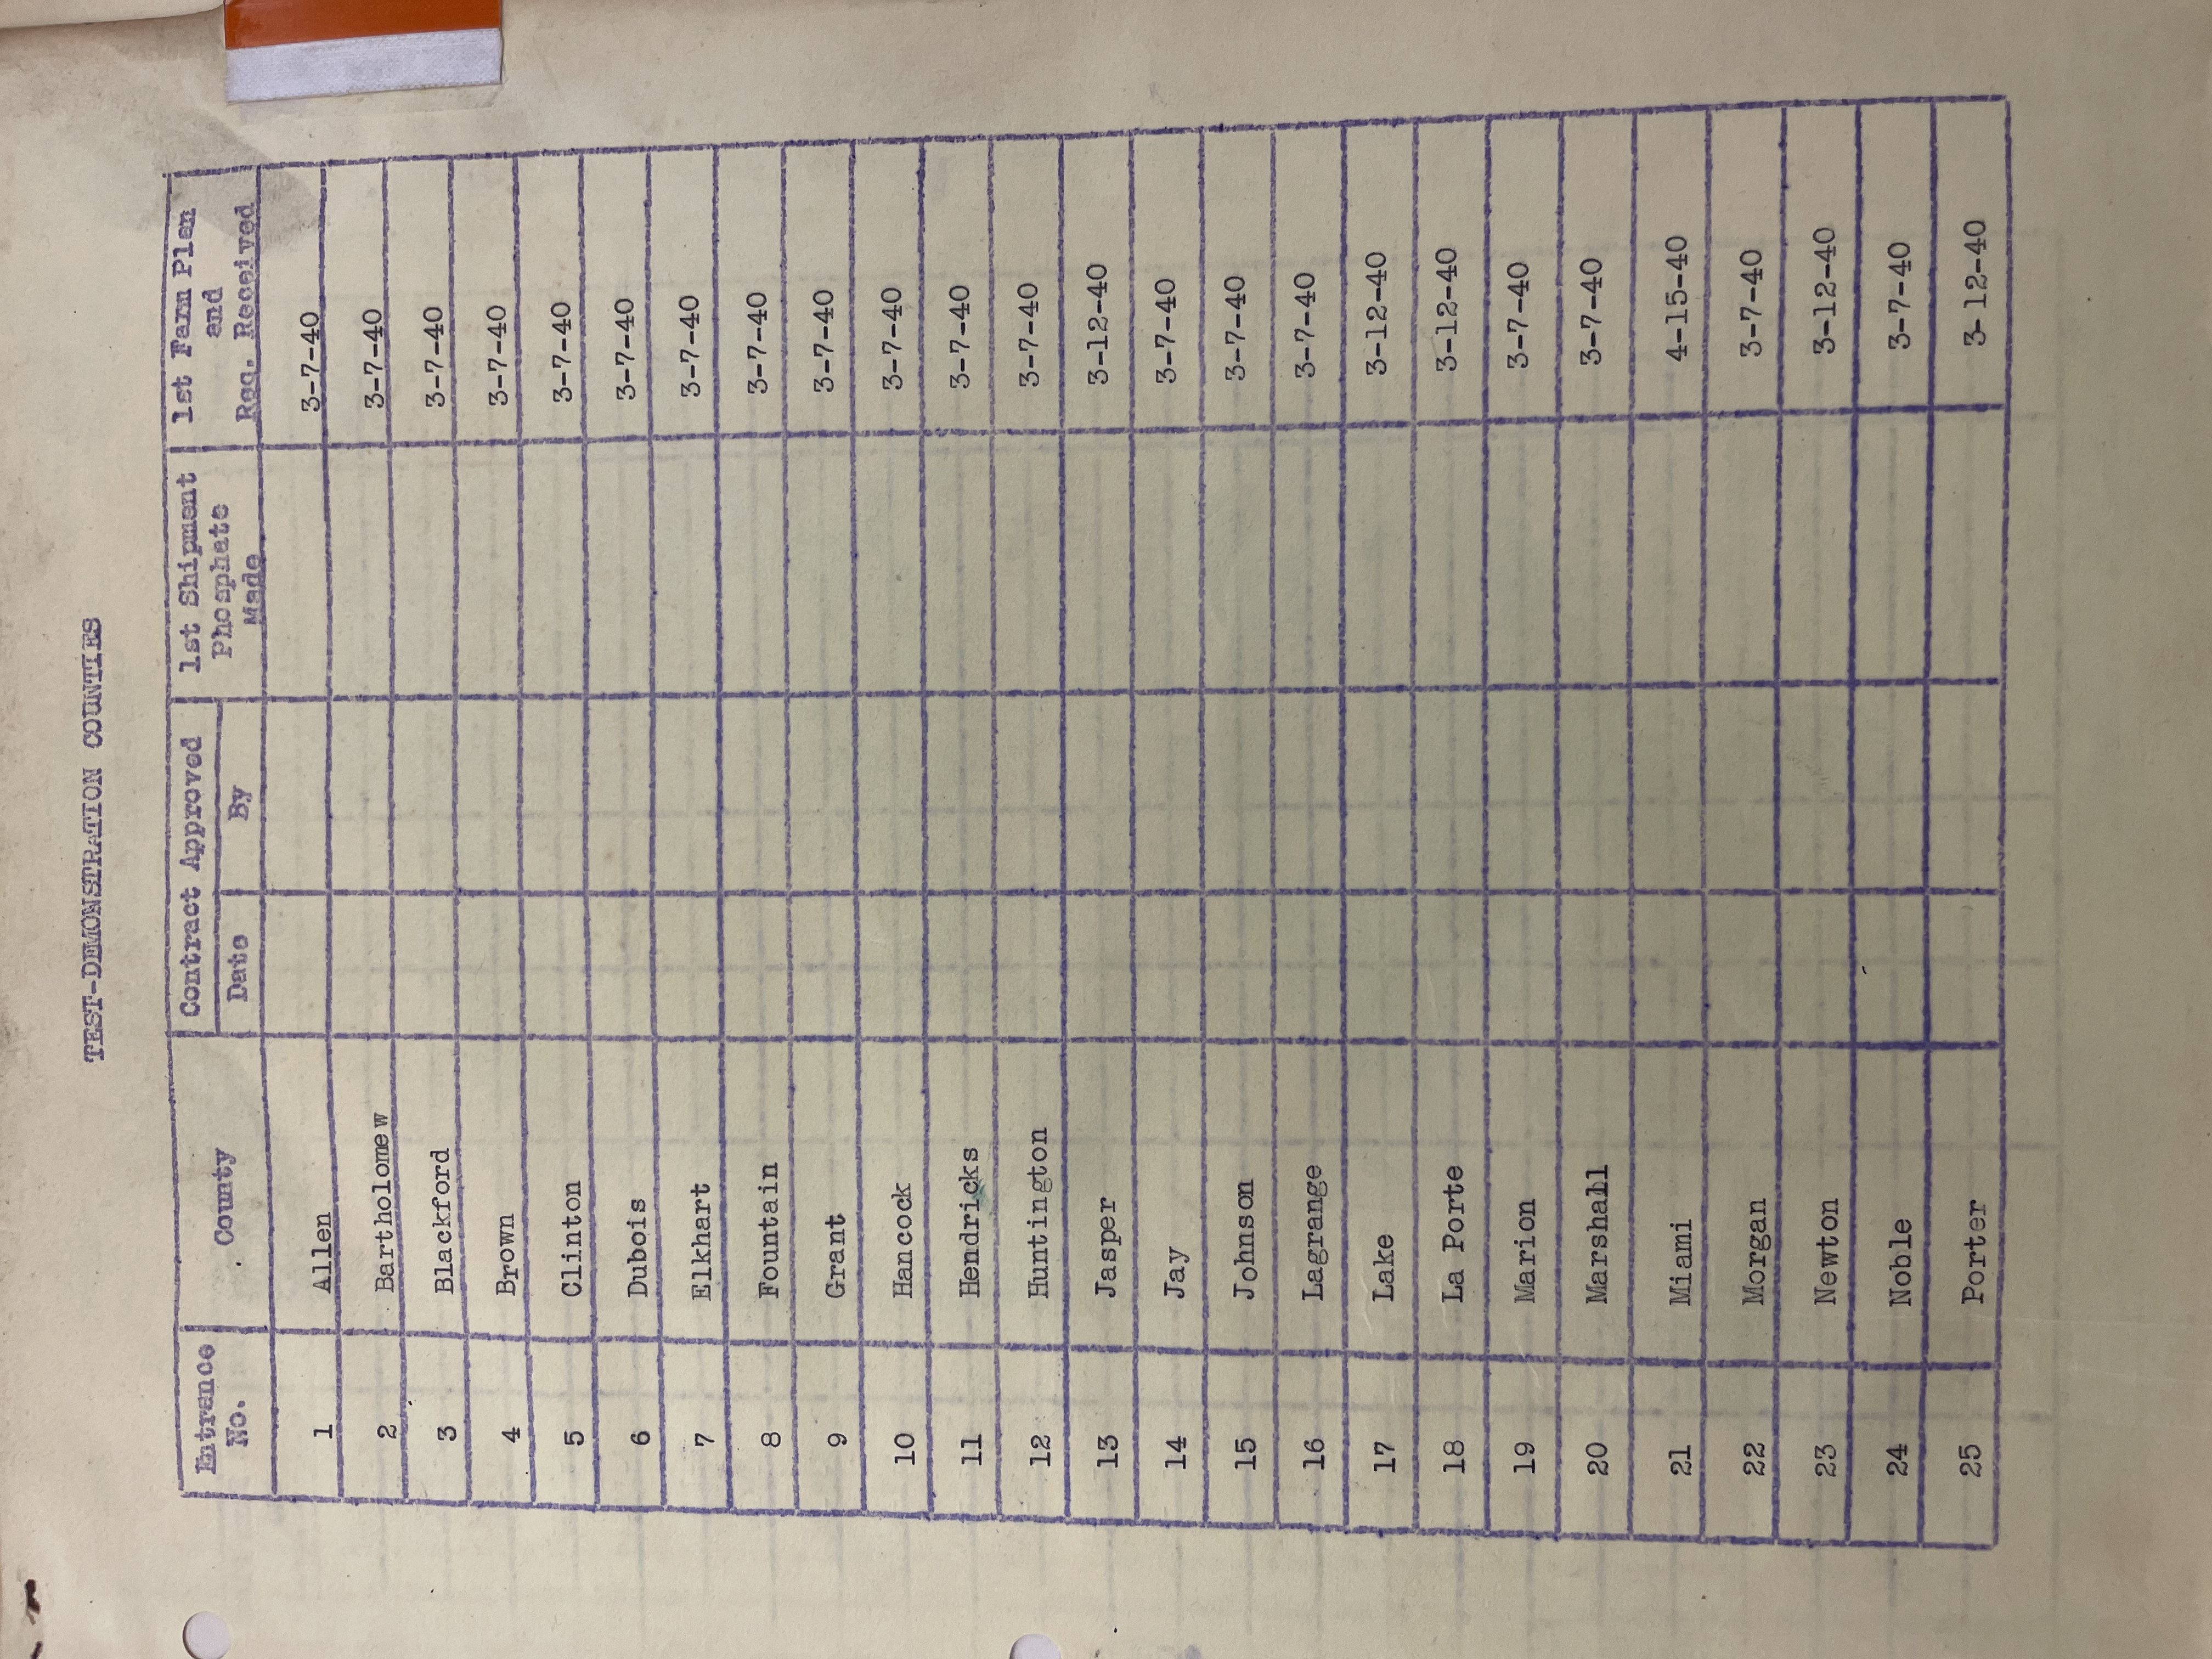 TEST-DEMONSTRATION COUNTIES
Entrance No. | County | Contract Approved | 1st Shipment Phosphate Made | 1st Farm Plan and Req. Received
Date | By
1 Allen 3-7-40
2 Bartholomew 3-7-40
3 Blackford 3-7-40
4 Brown 3-7-40
5 Clinton 3-7-40
6 Dubois 3-7-40
7 Elkhart 3-7-40
8 Fountain 3-7-40
9 Grant 3-7-40
10 Hancock 3-7-40
11 Hendricks 3-7-40
12 Huntington 3-7-40
13 Jasper 3-12-40
14 Jay 3-7-40
15 Johnson 3-7-40
16 Lagrange 3-7-40
17 Lake 3-12-40
18 La Porte 3-12-40
19 Marion 3-7-40
20 Marshall 3-7-40
21 Miami 4-15-40
22 Morgan 3-7-40
23 Newton 3-12-40
24 Noble 3-7-40
25 Porter 3-12-40